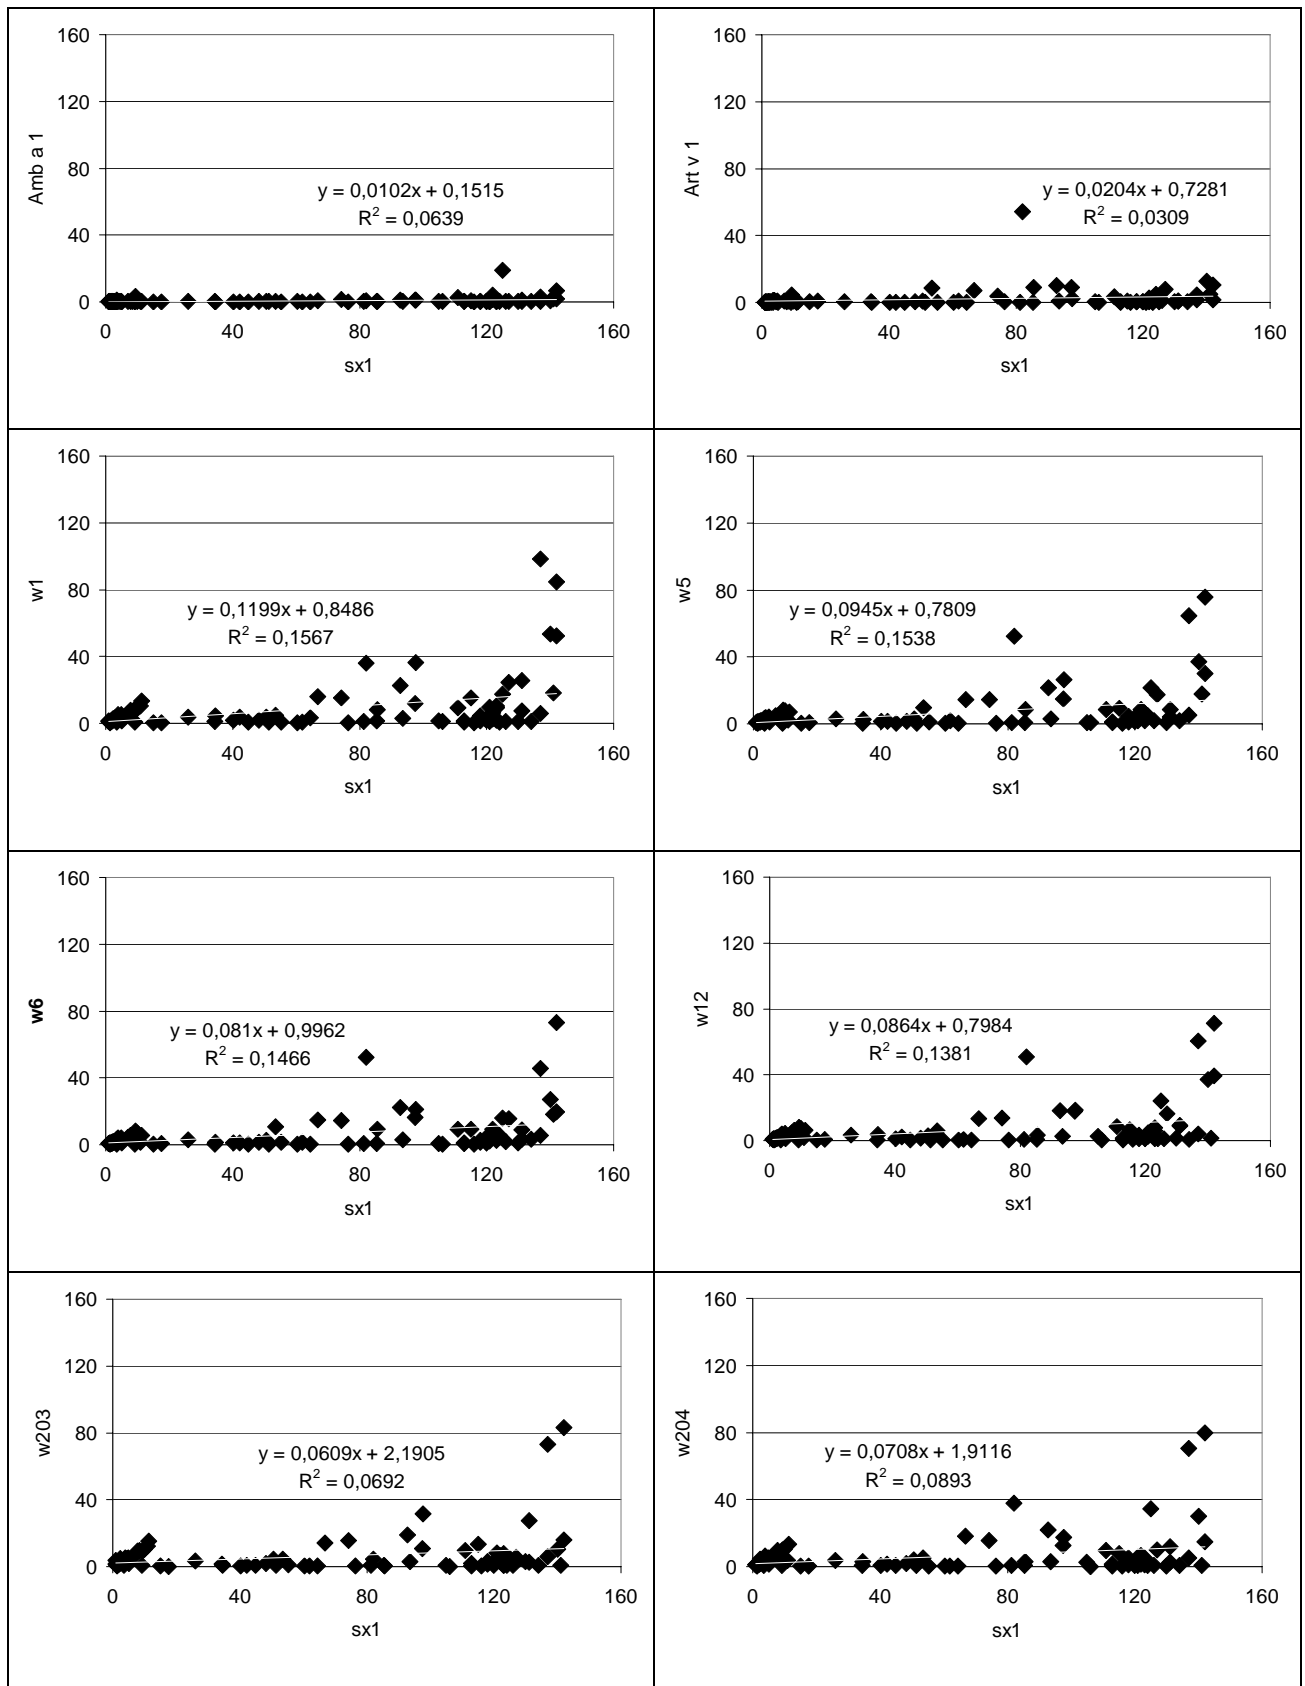 160
120
80
40
0
Amb a 1
y = 0,0102x + 0,1515
R² = 0,0639
0 40 80 120 160
sx1
160
120
80
40
0
Art v 1
y = 0,0204x + 0,7281
R² = 0,0309
0 40 80 120 160
sx1
160
120
80
40
0
w1
y = 0,1199x + 0,8486
R² = 0,1567
0 40 80 120 160
sx1
160
120
80
40
0
w5
y = 0,0945x + 0,7809
R² = 0,1538
0 40 80 120 160
sx1
160
120
80
40
0
w6
y = 0,081x + 0,9962
R² = 0,1466
0 40 80 120 160
sx1
160
120
80
40
0
w12
y = 0,0864x + 0,7984
R² = 0,1381
0 40 80 120 160
sx1
160
120
80
40
0
w203
y = 0,0609x + 2,1905
R² = 0,0692
0 40 80 120 160
sx1
160
120
80
40
0
w204
y = 0,0708x + 1,9116
R² = 0,0893
0 40 80 120 160
sx1